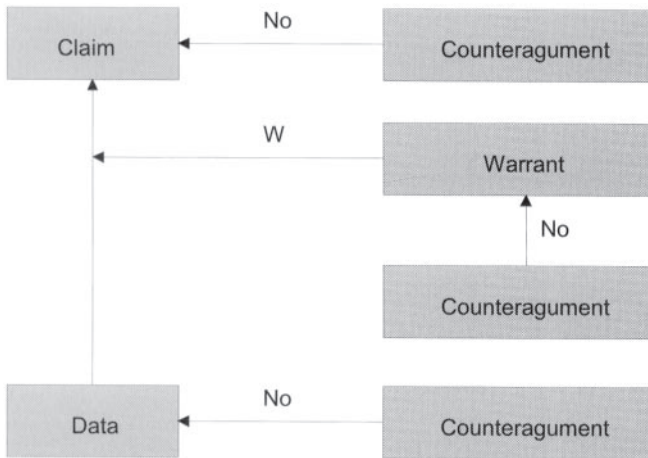 No
Claim
Counteragument
W
Warrant
No
Counteragument
No
Data
Counteragument